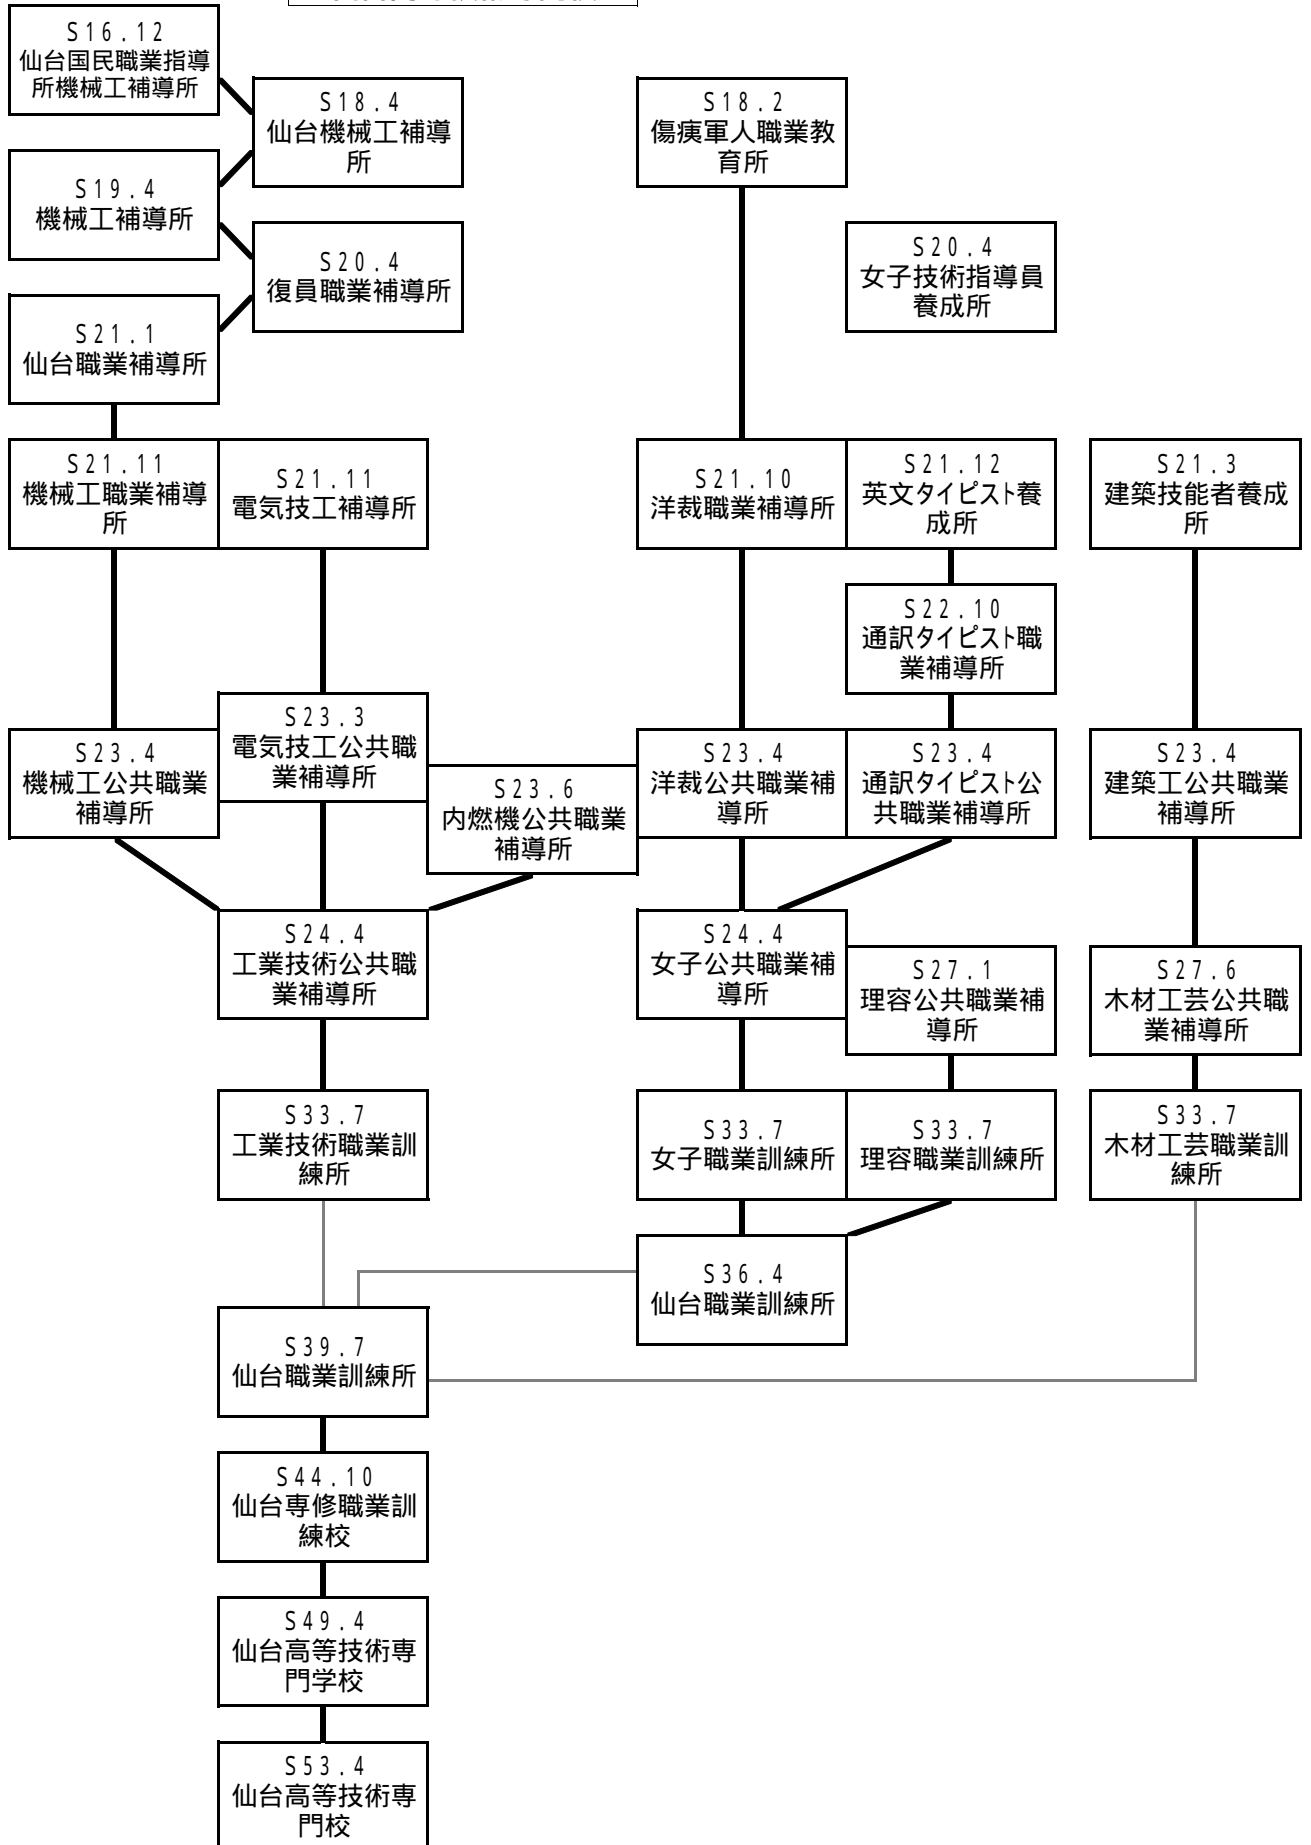 S16.12
仙台国民職業指導
所機械工補導所
S18.4
仙台機械工補導
所
S18.2
傷痍軍人職業教
育所
S19.4
機械工補導所
S20.4
復員職業補導所
S20.4
女子技術指導員
養成所
S21.1
仙台職業補導所
S21.11
機械工職業補導
所
S21.11
電気技工補導所
S21.10
洋裁職業補導所
S21.12
英文タイピスト養
成所
S21.3
建築技能者養成
所
S22.10
通訳タイピスト職
業補導所
S23.4
機械工公共職業
補導所
S23.3
電気技工公共職
業補導所
S23.6
内燃機公共職業
補導所
S23.4
洋裁公共職業補
導所
S23.4
通訳タイピスト公
共職業補導所
S23.4
建築工公共職業
補導所
S24.4
工業技術公共職
業補導所
S24.4
女子公共職業補
導所
S27.1
理容公共職業補
導所
S27.6
木材工芸公共職
業補導所
S33.7
工業技術職業訓
練所
S33.7
女子職業訓練所
S33.7
理容職業訓練所
S33.7
木材工芸職業訓
練所
S36.4
仙台職業訓練所
S39.7
仙台職業訓練所
S44.10
仙台専修職業訓
練校
S49.4
仙台高等技術専
門学校
S53.4
仙台高等技術専
門校